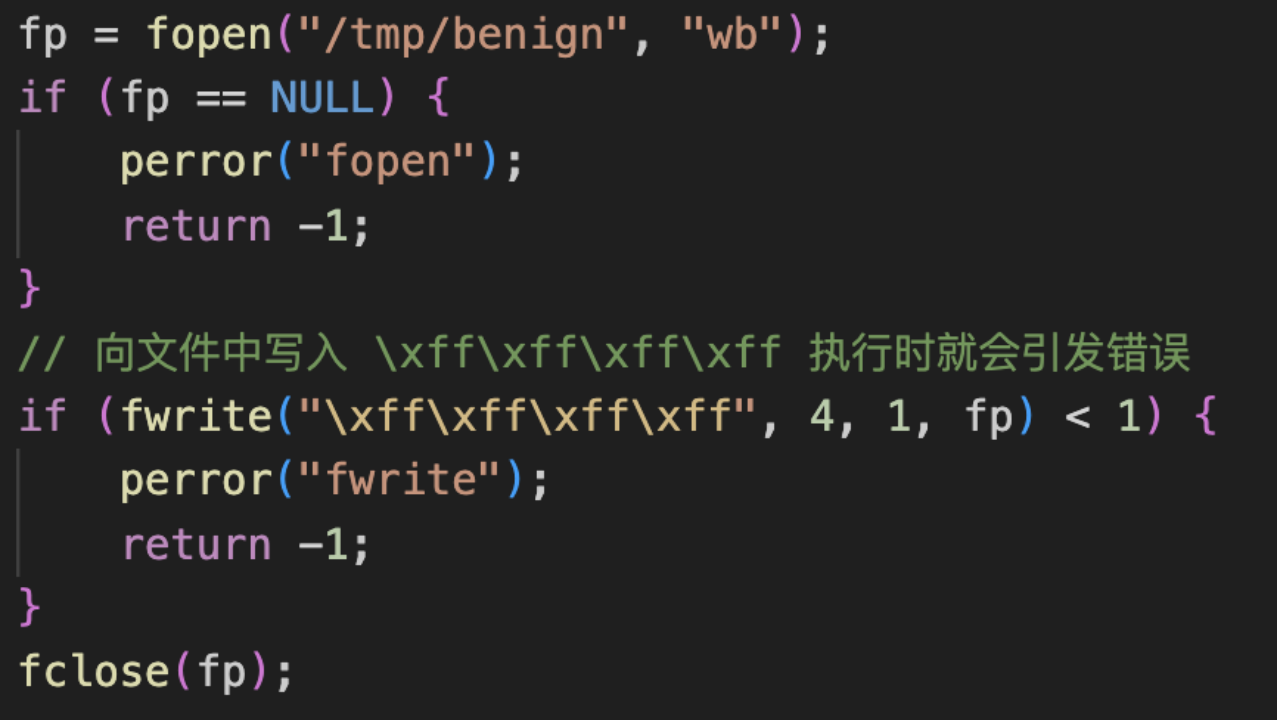 fp = fopen("/tmp/benign", "wb");
if (fp == NULL) {
    perror("fopen");
    return -1;
}
// 向文件中写入 \xff\xff\xff\xff 执行时就会引发错误
if (fwrite("\xff\xff\xff\xff", 4, 1, fp) < 1) {
    perror("fwrite");
    return -1;
}
fclose(fp);